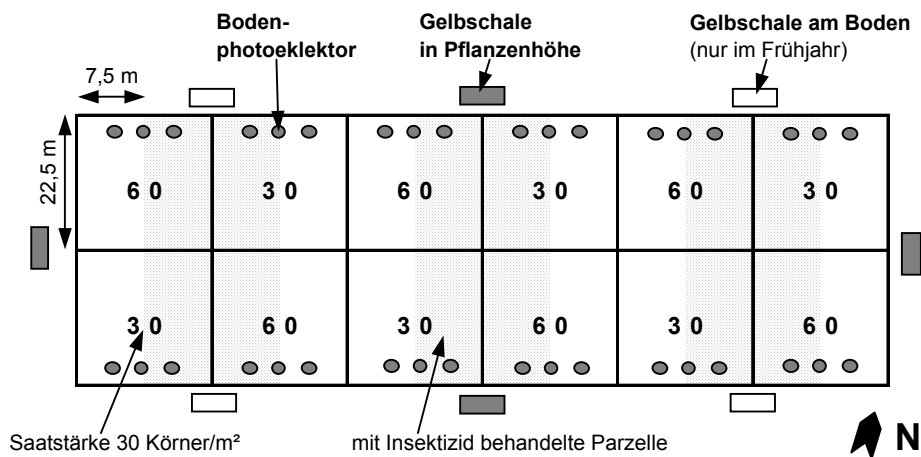 Boden-
photoeklektor
Gelbschale
in Pflanzenhöhe
Gelbschale am Boden
(nur im Frühjahr)
7,5 m
22,5 m
6 0
3 0
6 0
3 0
6 0
3 0
3 0
6 0
3 0
6 0
3 0
6 0
Saatstärke 30 Körner/m²
mit Insektizid behandelte Parzelle
N